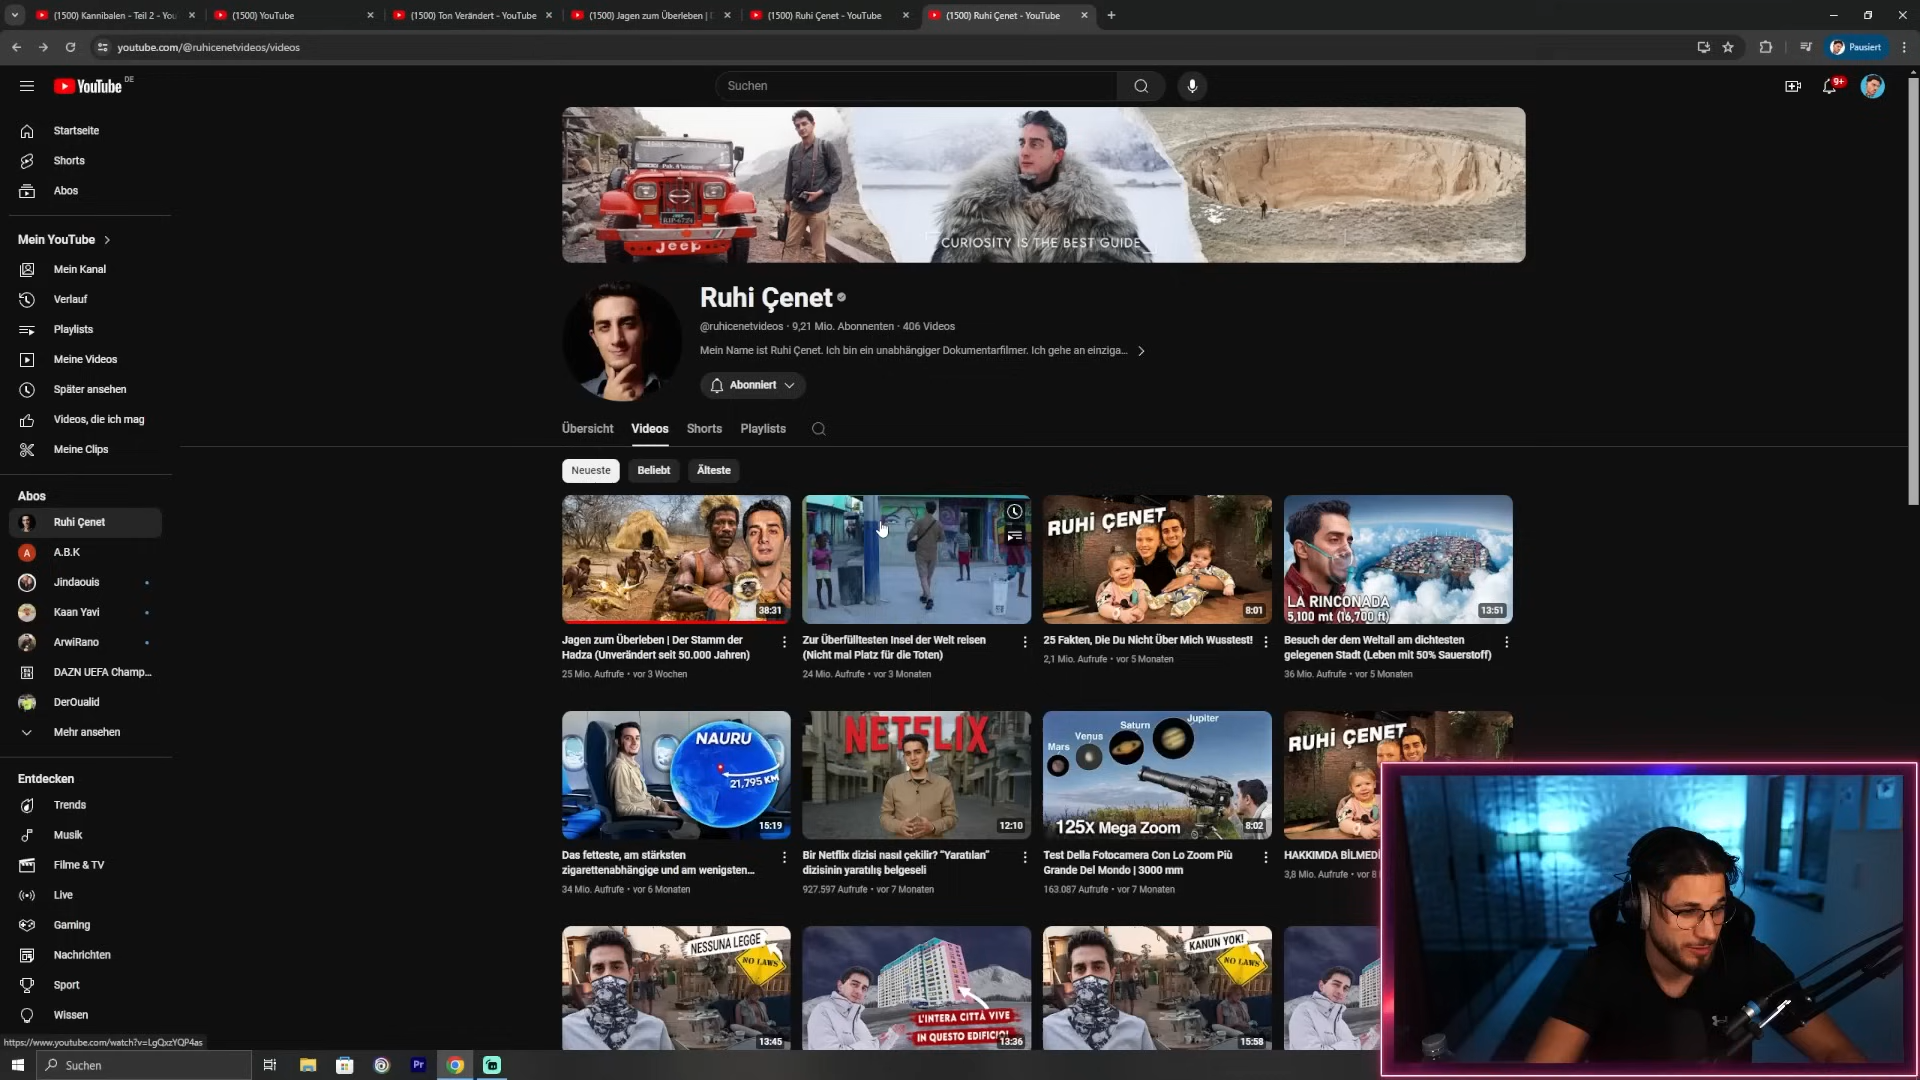 (1500) Kannibalen - Teil 2 - You
(1500) YouTube
(1500) Ton Verändert - YouTube
(1500) Jagen zum Überleben |
(1500) Ruhi Çenet - YouTube
(1500) Ruhi Çenet - YouTube
youtube.com/@ruhicenetvideos/videos
Pausiert
YouTube DE
Suchen
9+
Startseite
Shorts
Abos
Mein YouTube
Mein Kanal
Verlauf
Playlists
Meine Videos
Später ansehen
Videos, die ich mag
Meine Clips
Abos
Ruhi Çenet
A
A.B.K
Jindaouis
Kaan Yavi
ArwiRano
DAZN UEFA Champ...
DerOualid
Mehr ansehen
Entdecken
Trends
Musik
Filme & TV
Live
Gaming
Nachrichten
Sport
Wissen
Jeep
CURIOSITY IS THE BEST GUIDE
Ruhi Çenet
@ruhicenetvideos · 9,21 Mio. Abonnenten · 406 Videos
Mein Name ist Ruhi Çenet. Ich bin ein unabhängiger Dokumentarfilmer. Ich gehe an einziga...
Abonniert
Übersicht
Videos
Shorts
Playlists
Neueste
Beliebt
Älteste
38:31
Jagen zum Überleben | Der Stamm der
Hadza (Unverändert seit 50.000 Jahren)
25 Mio. Aufrufe · vor 3 Wochen
Zur Überfülltesten Insel der Welt reisen
(Nicht mal Platz für die Toten)
24 Mio. Aufrufe · vor 3 Monaten
RUHİ ÇENET
8:01
25 Fakten, Die Du Nicht Über Mich Wusstest!
2,1 Mio. Aufrufe · vor 5 Monaten
LA RINCONADA
5,100 mt (16,700 ft)
13:51
Besuch der dem Weltall am dichtesten
gelegenen Stadt (Leben mit 50% Sauerstoff)
36 Mio. Aufrufe · vor 5 Monaten
NAURU
21,795 KM
15:19
Das fetteste, am stärksten
zigarettenabhängige und am wenigsten...
34 Mio. Aufrufe · vor 6 Monaten
NETFLIX
12:10
Bir Netflix dizisi nasıl çekilir? "Yaratılan"
dizisinin yaratılış belgeseli
927.597 Aufrufe · vor 7 Monaten
Mars
Venus
Saturn
Jupiter
125X Mega Zoom
8:02
Test Della Fotocamera Con Lo Zoom Più
Grande Del Mondo | 3000 mm
163.087 Aufrufe · vor 7 Monaten
RUHİ ÇENET
HAKKIMDA BİLMEDİ
3,8 Mio. Aufrufe · vor 8
NESSUNA LEGGE
NO LAWS
13:45
L'INTERA CITTÀ VIVE
IN QUESTO EDIFICIO!
13:36
KANUN YOK!
NO LAWS
15:58
https://www.youtube.com/watch?v=LgQxzYQP4as
Suchen
Pr